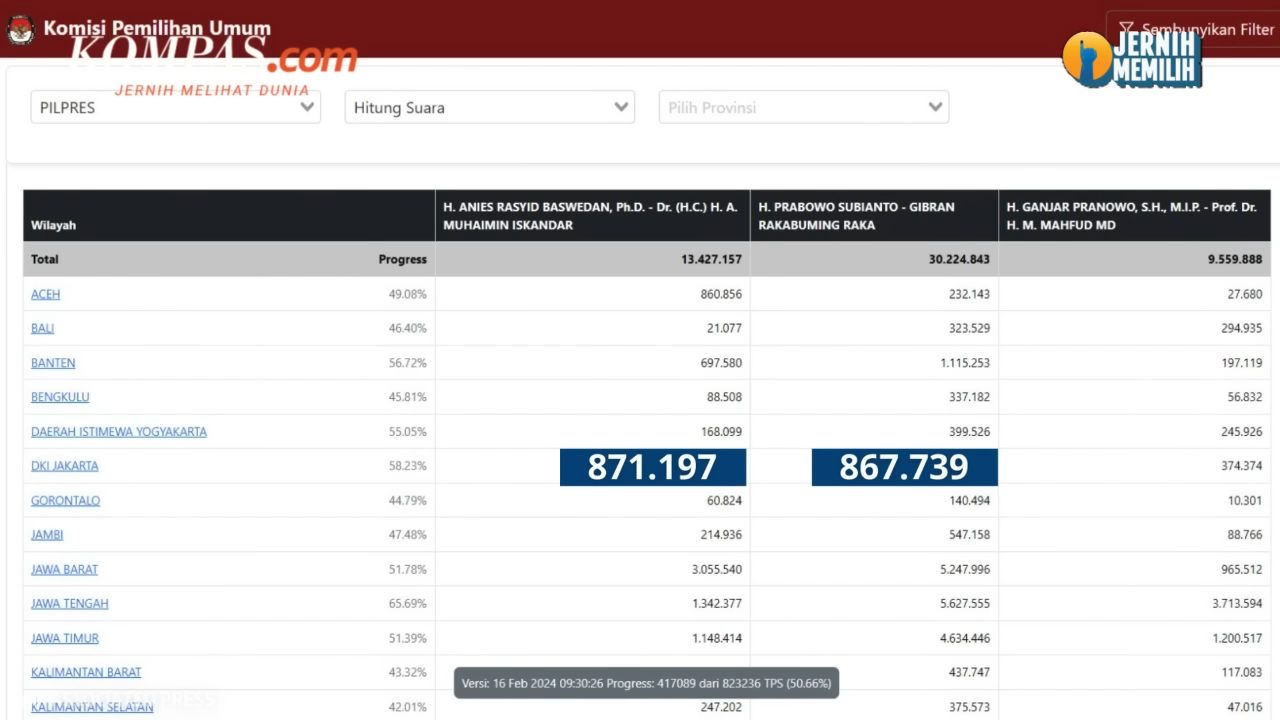 Komisi Pemilihan Umum
KOMPAS.com
JERNIH MELIHAT DUNIA
Sembunyikan Filter
JERNIH
MEMILIH
PILPRES
Hitung Suara
Pilih Provinsi
Wilayah
H. ANIES RASYID BASWEDAN, Ph.D. - Dr. (H.C.) H. A.
MUHAIMIN ISKANDAR
H. PRABOWO SUBIANTO - GIBRAN
RAKABUMING RAKA
H. GANJAR PRANOWO, S.H., M.I.P. - Prof. Dr.
H. M. MAHFUD MD
Total Progress 13.427.157 30.224.843 9.559.888
ACEH 49.08% 860.856 232.143 27.680
BALI 46.40% 21.077 323.529 294.935
BANTEN 56.72% 697.580 1.115.253 197.119
BENGKULU 45.81% 88.508 337.182 56.832
DAERAH ISTIMEWA YOGYAKARTA 55.05% 168.099 399.526 245.926
DKI JAKARTA 58.23% 871.197 867.739 374.374
GORONTALO 44.79% 60.824 140.494 10.301
JAMBI 47.48% 214.936 547.158 88.766
JAWA BARAT 51.78% 3.055.540 5.247.996 965.512
JAWA TENGAH 65.69% 1.342.377 5.627.555 3.713.594
JAWA TIMUR 51.39% 1.148.414 4.634.446 1.200.517
KALIMANTAN BARAT 43.32% 437.747 117.083
Versi: 16 Feb 2024 09:30:26 Progress: 417089 dari 823236 TPS (50.66%)
KALIMANTAN SELATAN 42.01% 247.202 375.573 47.016